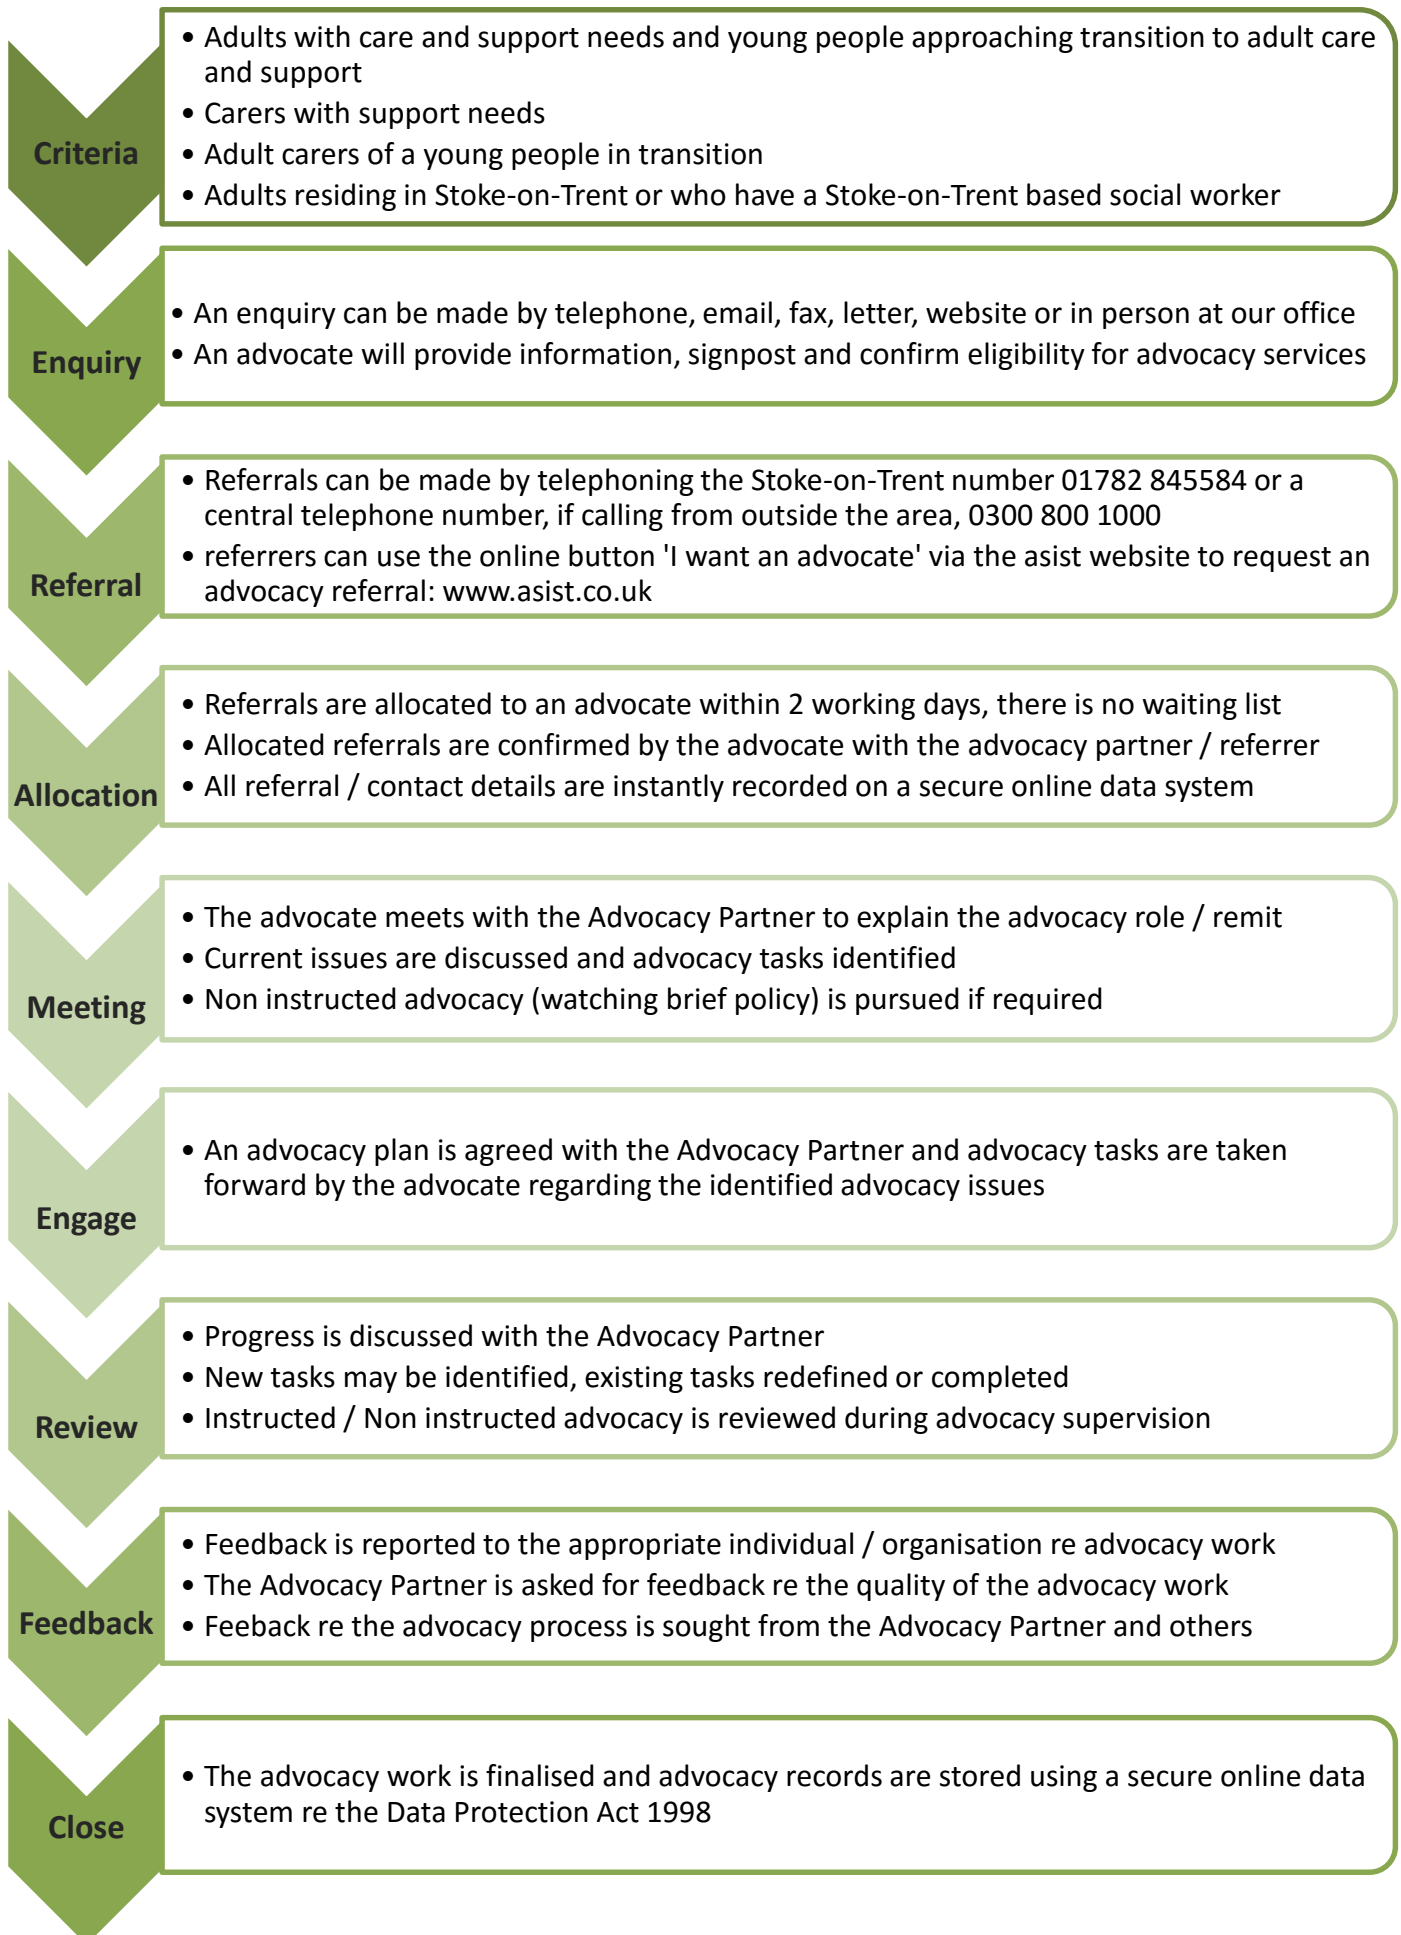 Criteria
• Adults with care and support needs and young people approaching transition to adult care
and support
• Carers with support needs
• Adult carers of a young people in transition
• Adults residing in Stoke-on-Trent or who have a Stoke-on-Trent based social worker
Enquiry
• An enquiry can be made by telephone, email, fax, letter, website or in person at our office
• An advocate will provide information, signpost and confirm eligibility for advocacy services
Referral
• Referrals can be made by telephoning the Stoke-on-Trent number 01782 845584 or a
central telephone number, if calling from outside the area, 0300 800 1000
• referrers can use the online button 'I want an advocate' via the asist website to request an
advocacy referral: www.asist.co.uk
Allocation
• Referrals are allocated to an advocate within 2 working days, there is no waiting list
• Allocated referrals are confirmed by the advocate with the advocacy partner / referrer
• All referral / contact details are instantly recorded on a secure online data system
Meeting
• The advocate meets with the Advocacy Partner to explain the advocacy role / remit
• Current issues are discussed and advocacy tasks identified
• Non instructed advocacy (watching brief policy) is pursued if required
Engage
• An advocacy plan is agreed with the Advocacy Partner and advocacy tasks are taken
forward by the advocate regarding the identified advocacy issues
Review
• Progress is discussed with the Advocacy Partner
• New tasks may be identified, existing tasks redefined or completed
• Instructed / Non instructed advocacy is reviewed during advocacy supervision
Feedback
• Feedback is reported to the appropriate individual / organisation re advocacy work
• The Advocacy Partner is asked for feedback re the quality of the advocacy work
• Feeback re the advocacy process is sought from the Advocacy Partner and others
Close
• The advocacy work is finalised and advocacy records are stored using a secure online data
system re the Data Protection Act 1998